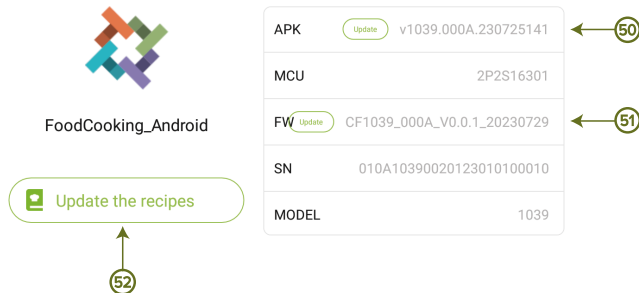 FoodCooking_Android
Update the recipes
52
APK Update v1039.000A.230725141 50
MCU 2P2S16301
FW Update CF1039_000A_V0.0.1_20230729 51
SN 010A10390020123010100010
MODEL 1039